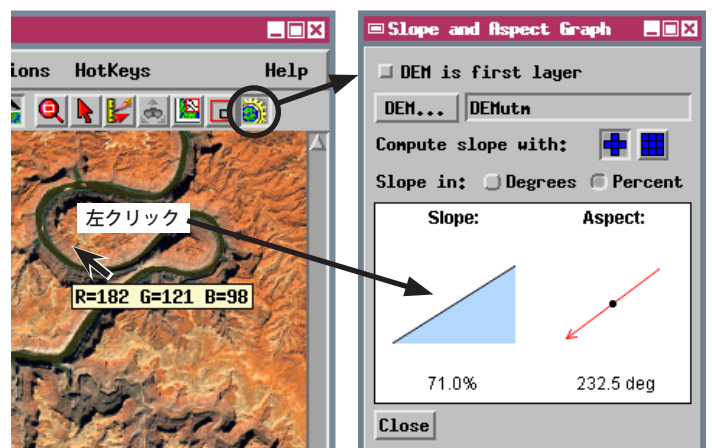 ions HotKeys Help
左クリック
R=182 G=121 B=98
Slope and Aspect Graph
DEM is first layer
DEM... DEMutm
Compute slope with:
Slope in: Degrees Percent
Slope: Aspect:
71.0% 232.5 deg
Close